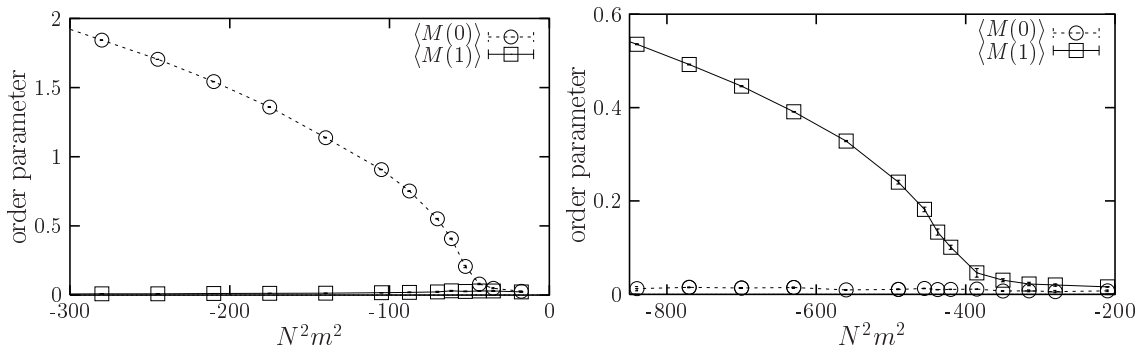 2
1.5
1
0.5
0
-300
-200
-100
0
order parameter
N²m²
⟨M(0)⟩
⟨M(1)⟩
0.6
0.4
0.2
0
-800
-600
-400
-200
order parameter
N²m²
⟨M(0)⟩
⟨M(1)⟩